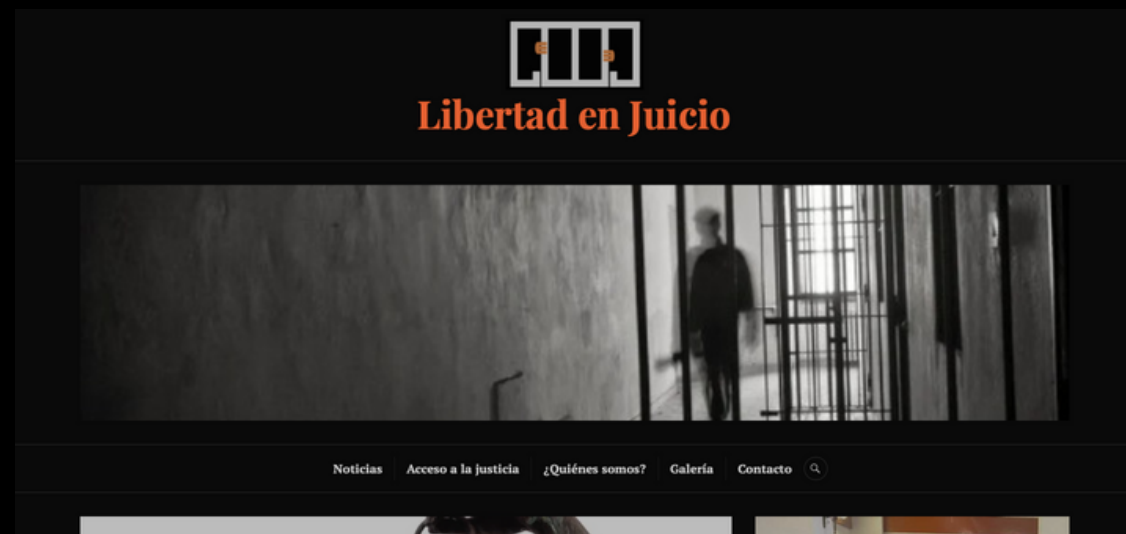 Libertad en Juicio
Noticias Acceso a la justicia ¿Quiénes somos? Galería Contacto